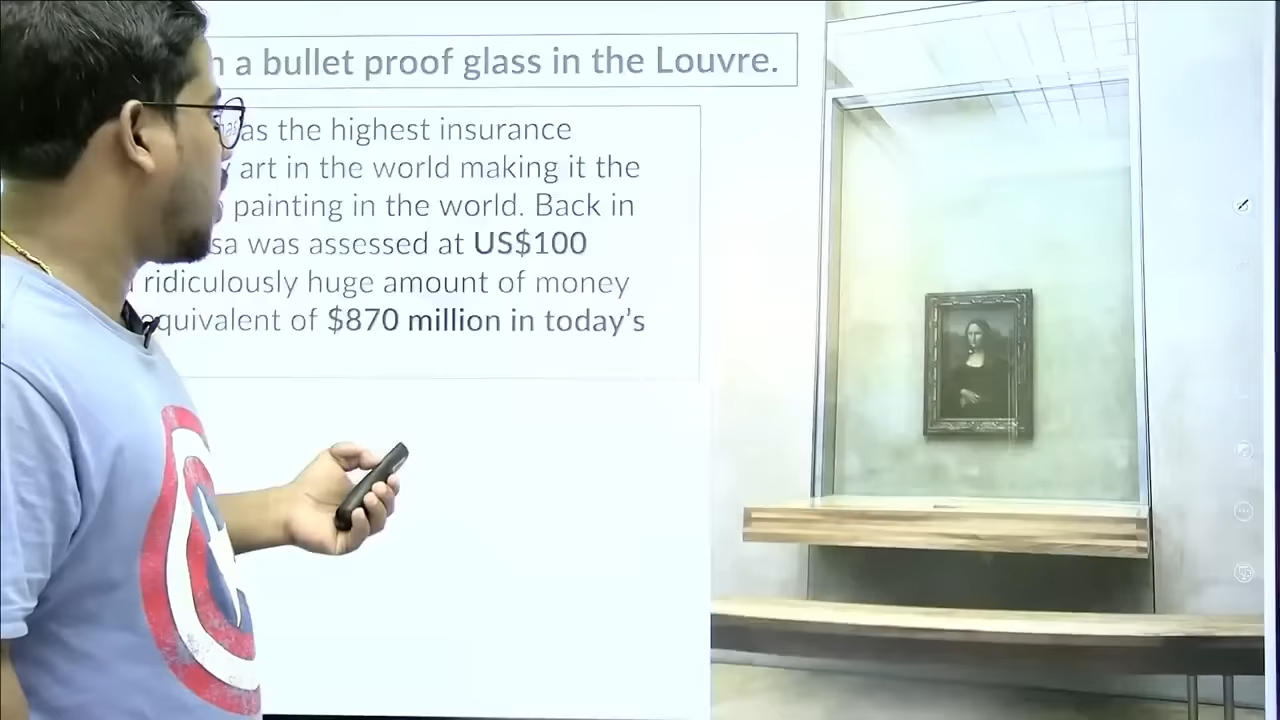 a bullet proof glass in the Louvre.
as the highest insurance
art in the world making it the
painting in the world. Back in
was assessed at US$100
ridiculously huge amount of money
equivalent of $870 million in today's